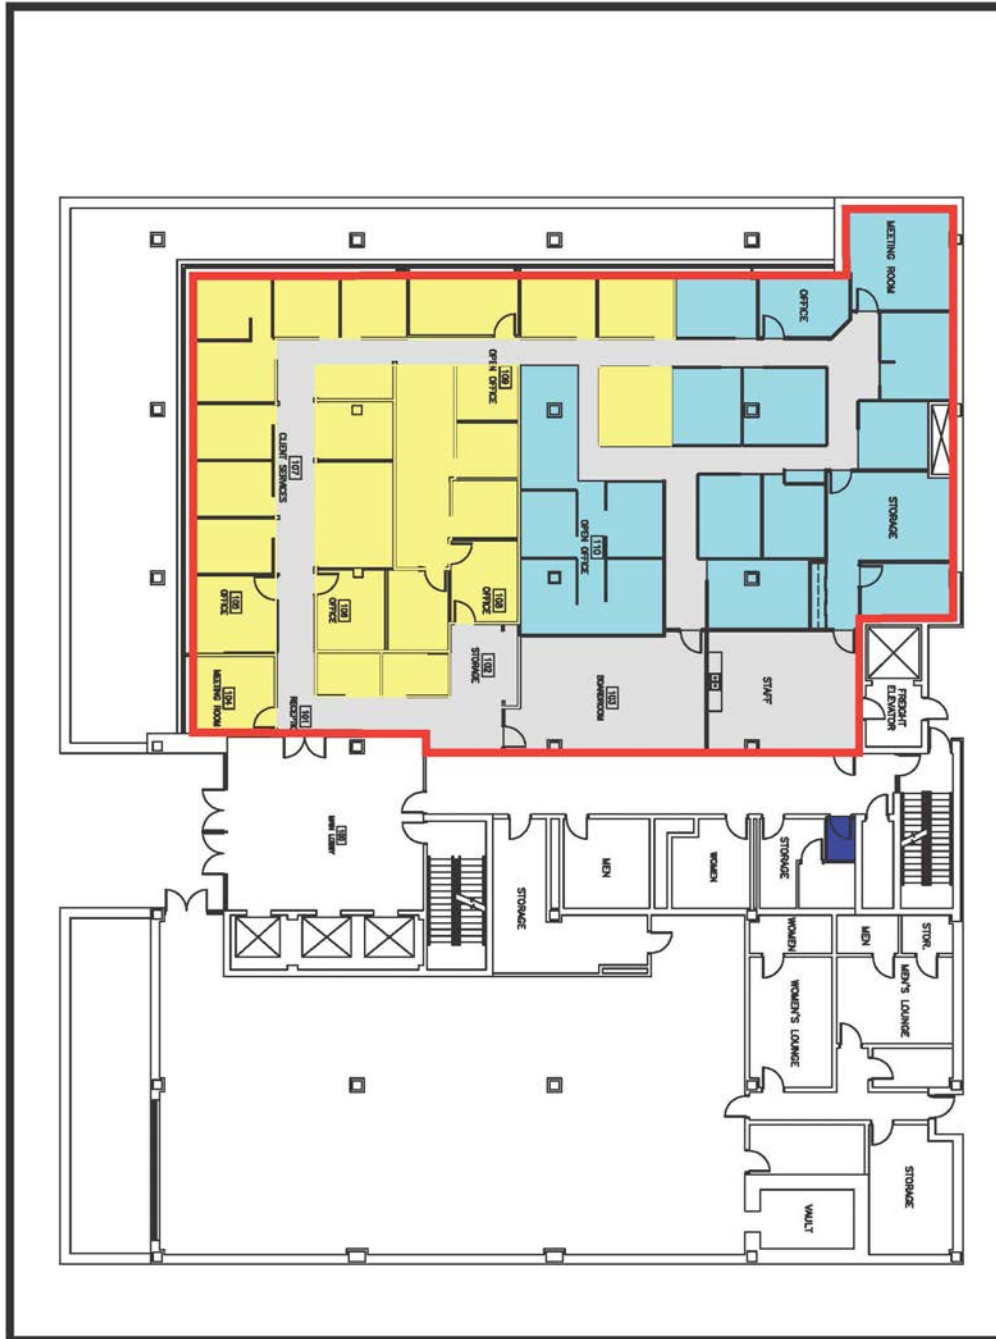 MEETING ROOM
OFFICE
OPEN OFFICE
109
CLIENT SERVICES
107
STORAGE
OPEN OFFICE
110
OFFICE
105
OFFICE
108
OFFICE
108
MEETING ROOM
104
STORAGE
102
BOARDROOM
103
STAFF
101
FREIGHT
ELEVATOR
MAIN LOBBY
100
STORAGE
MEN
WOMEN
STORAGE
WOMEN
MEN
STOR.
WOMEN'S LOUNGE
MEN'S LOUNGE
STORAGE
VAULT